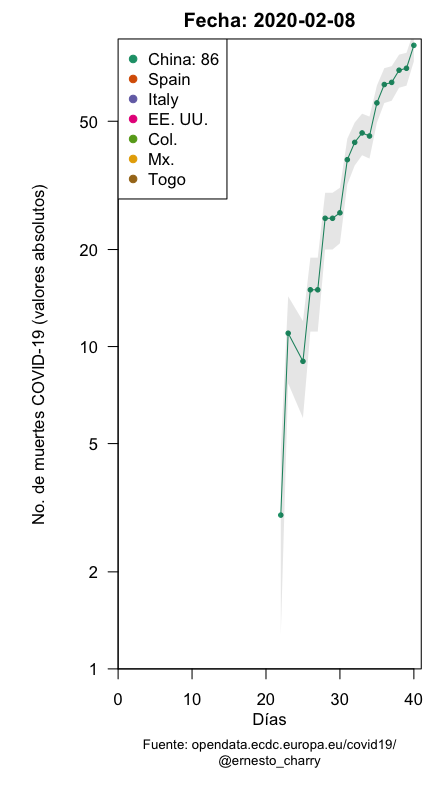 Fecha: 2020-02-08
China: 86
Spain
Italy
EE. UU.
Col.
Mx.
Togo
No. de muertes COVID-19 (valores absolutos)
50
20
10
5
2
1
0
10
20
30
40
Días
Fuente: opendata.ecdc.europa.eu/covid19/
@ernesto_charry